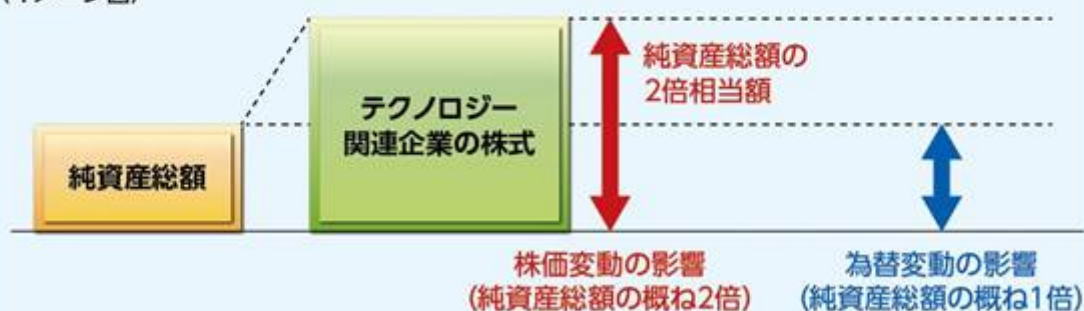 純資産総額の
2倍相当額
テクノロジー
関連企業の株式
純資産総額
株価変動の影響
(純資産総額の概ね2倍)
為替変動の影響
(純資産総額の概ね1倍)